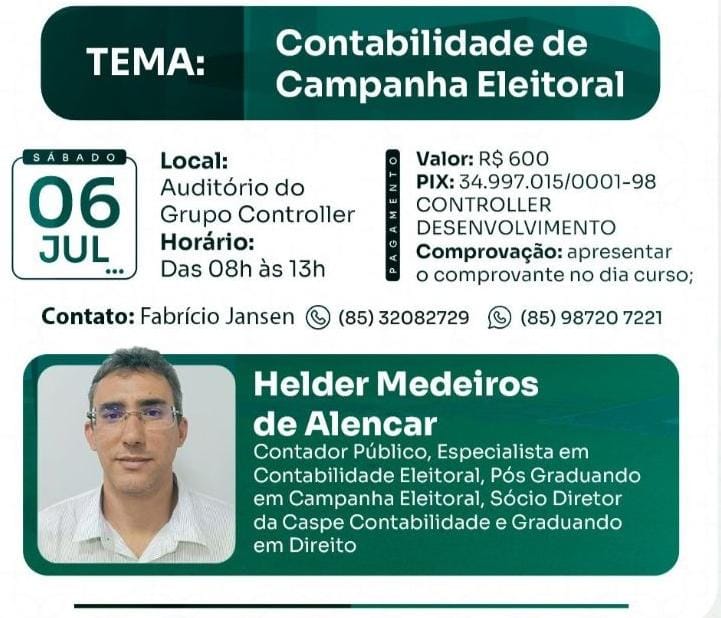 TEMA:
Contabilidade de
Campanha Eleitoral
SÁBADO
06
JUL
Local:
Auditório do
Grupo Controller
Horário:
Das 08h às 13h
PAGAMENTO
Valor: R$ 600
PIX: 34.997.015/0001-98
CONTROLLER
DESENVOLVIMENTO
Comprovação: apresentar
o comprovante no dia curso;
Contato: Fabrício Jansen (85) 32082729 (85) 98720 7221
Helder Medeiros
de Alencar
Contador Público, Especialista em
Contabilidade Eleitoral, Pós Graduando
em Campanha Eleitoral, Sócio Diretor
da Caspe Contabilidade e Graduando
em Direito